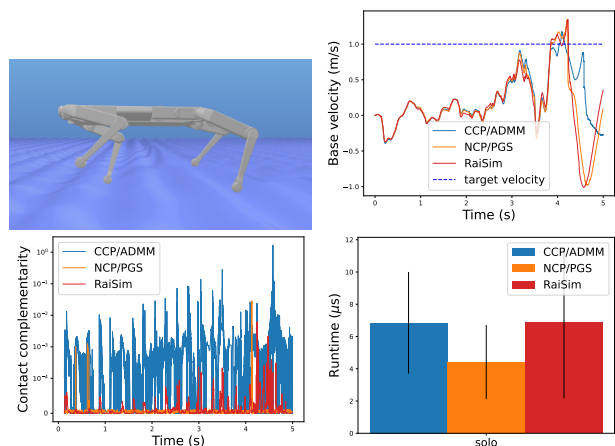 1.0
0.5
0.0
−0.5
−1.0
Base velocity (m/s)
CCP/ADMM
NCP/PGS
RaiSim
target velocity
0 1 2 3 4 5
Time (s)
Contact complementarity
10⁰
10⁻¹
10⁻²
10⁻³
10⁻⁴
0
CCP/ADMM
NCP/PGS
RaiSim
0 1 2 3 4 5
Time (s)
Runtime (μs)
12
10
8
6
4
2
0
CCP/ADMM
NCP/PGS
RaiSim
solo